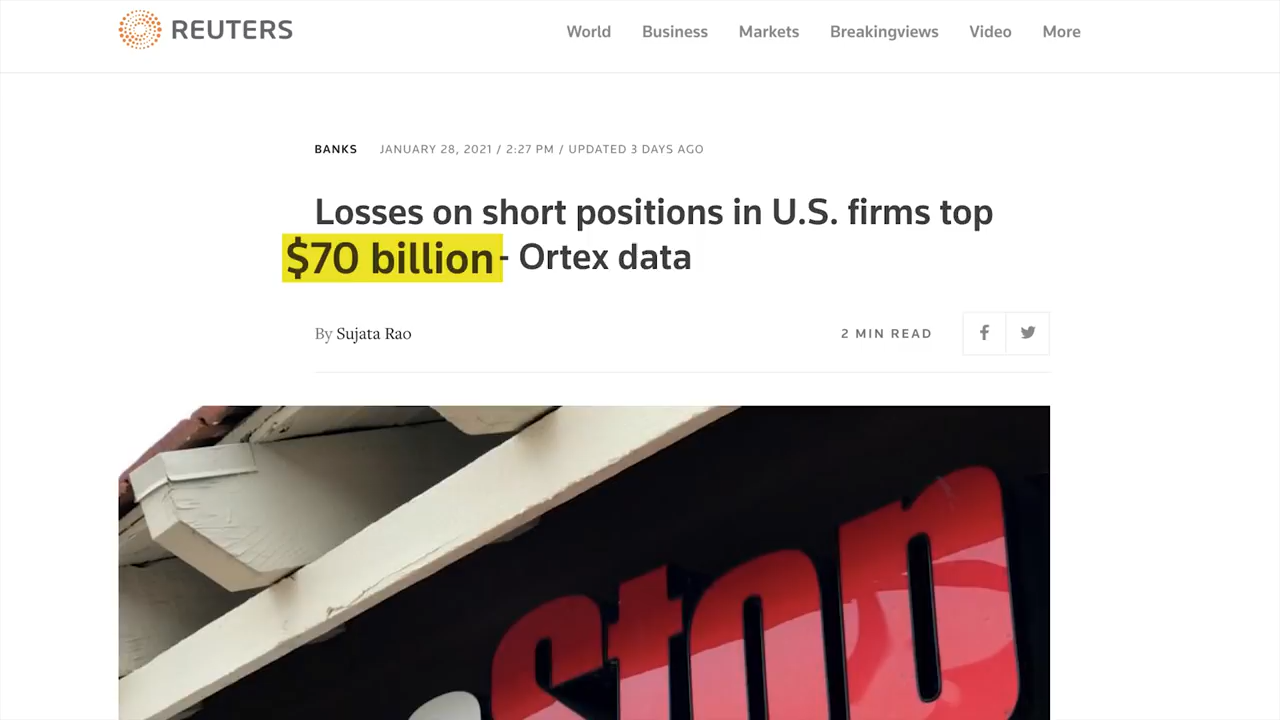 REUTERS
World Business Markets Breakingviews Video More
BANKS JANUARY 28, 2021 / 2:27 PM / UPDATED 3 DAYS AGO
Losses on short positions in U.S. firms top
$70 billion - Ortex data
By Sujata Rao
2 MIN READ
Stop